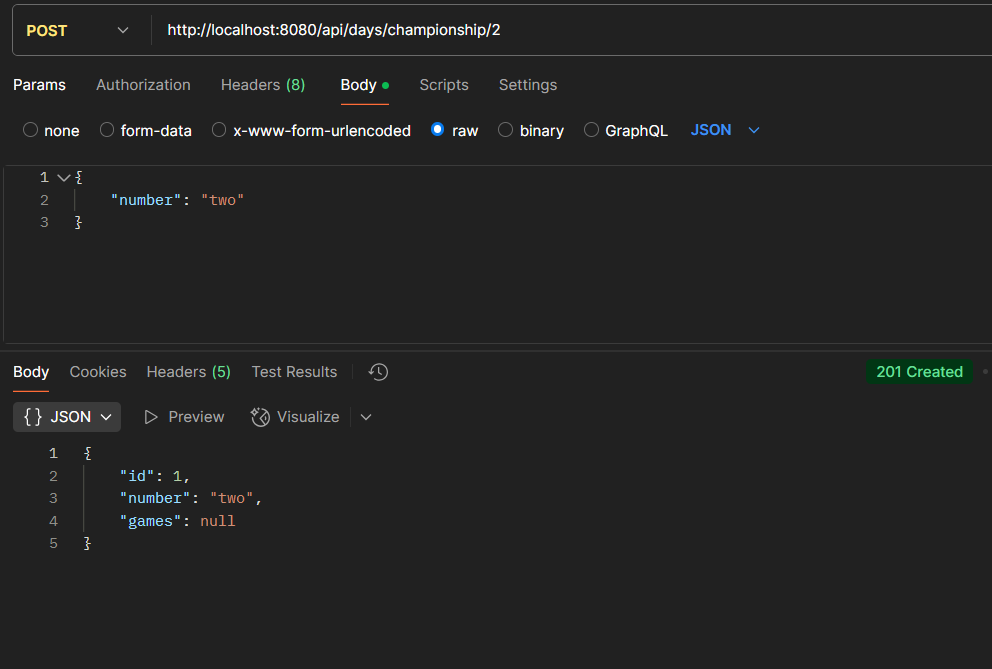 POST http://localhost:8080/api/days/championship/2
Params Authorization Headers (8) Body Scripts Settings
none form-data x-www-form-urlencoded raw binary GraphQL JSON
1 {
2 "number": "two"
3 }
Body Cookies Headers (5) Test Results 201 Created
{} JSON Preview Visualize
1 {
2 "id": 1,
3 "number": "two",
4 "games": null
5 }